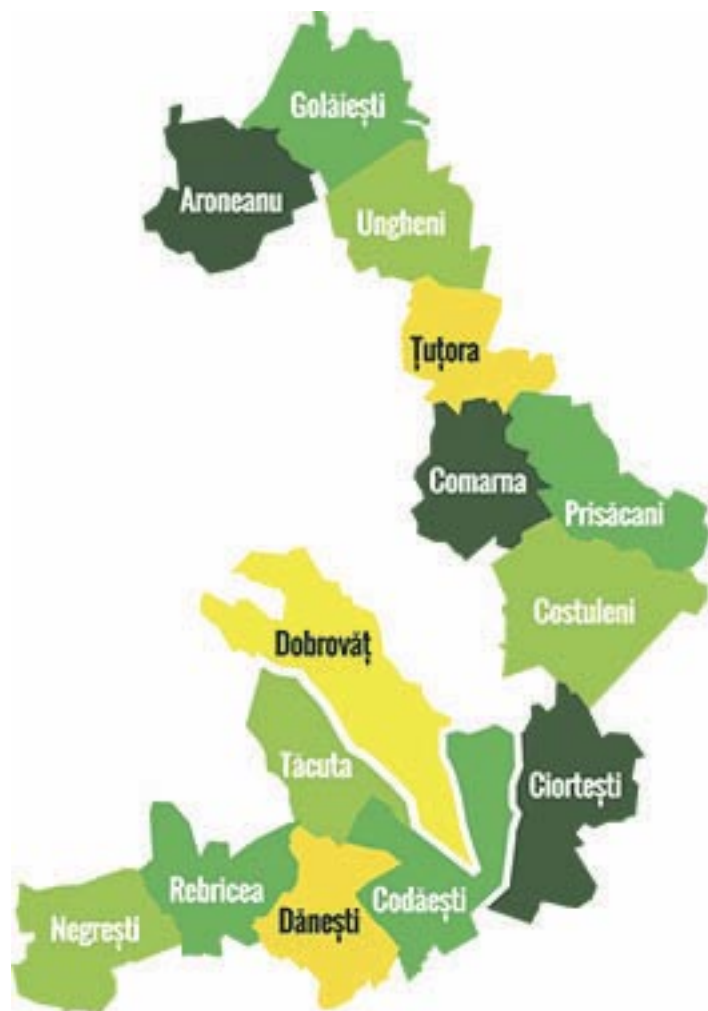 Golăiești
Aroneanu
Ungheni
Țuțora
Comarna
Prisăcani
Costuleni
Dobrovăț
Tăcuta
Ciortești
Rebricea
Codăești
Dănești
Negrești